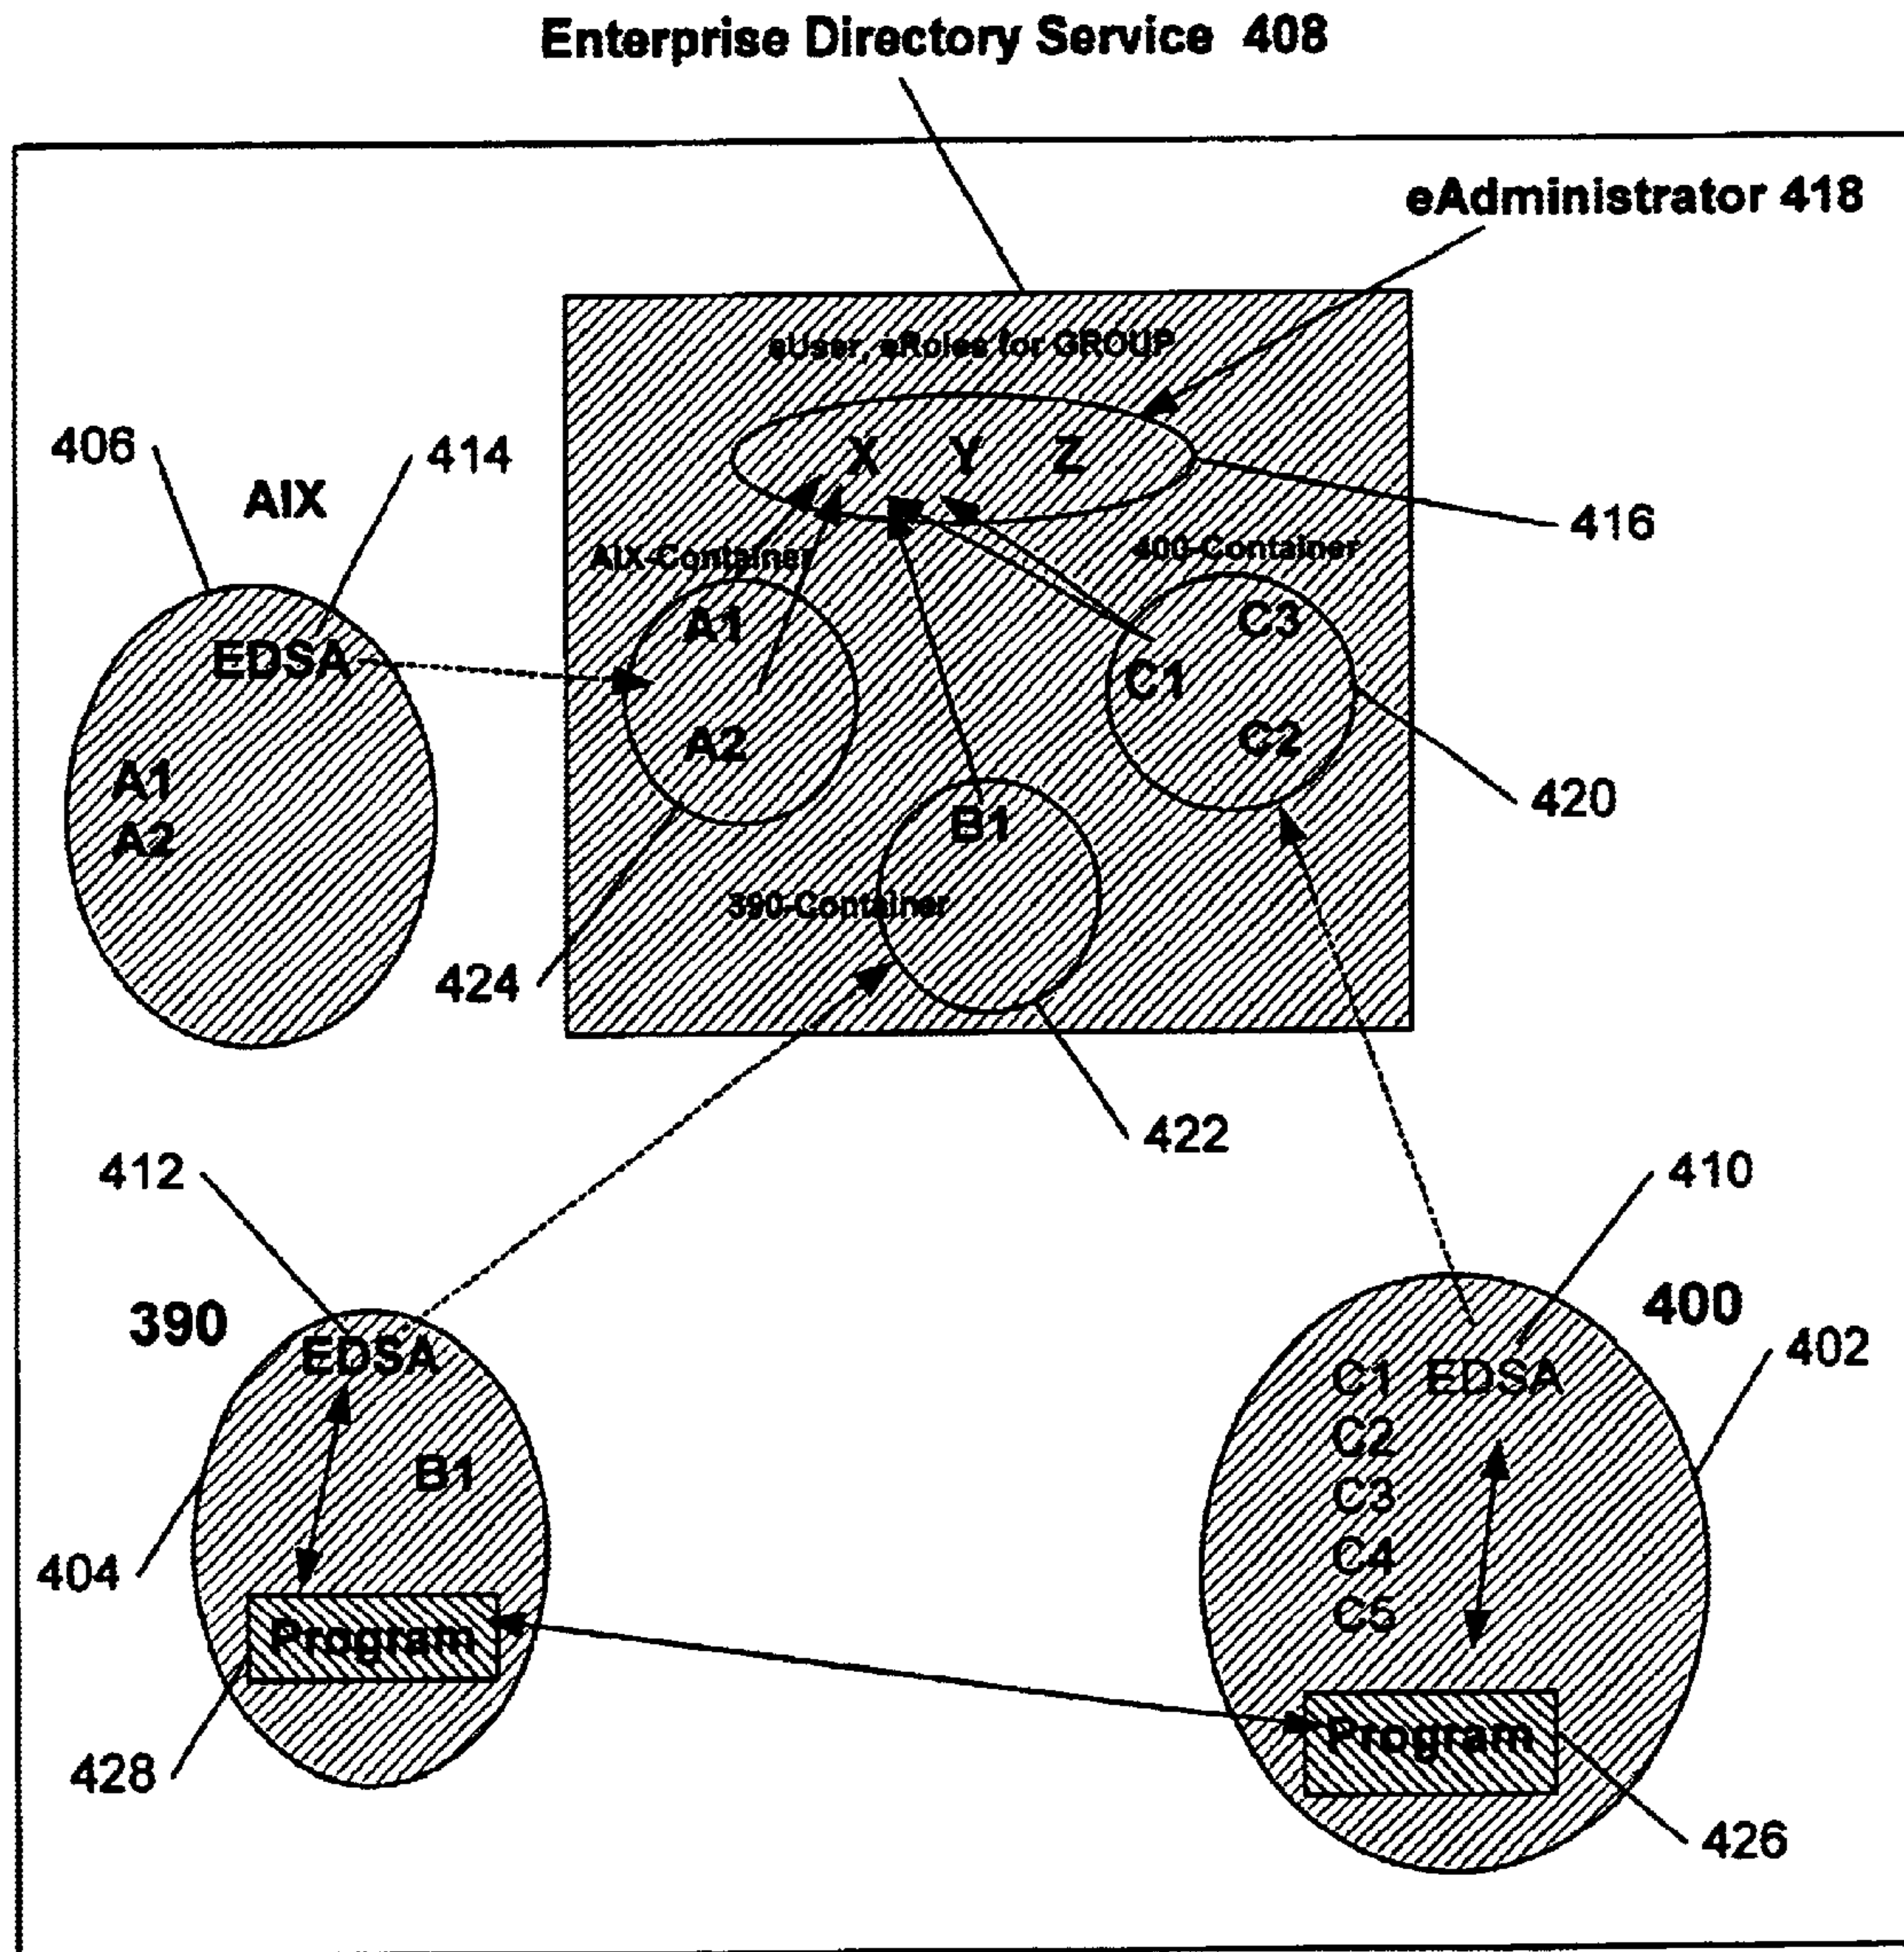 Enterprise Directory Service 408
eAdministrator 418
eUser, eRoles for GROUP
406
AIX
414
X Y Z
416
AIX-Container
400-Container
EDSA
A1
A2
A1
A2
C3
C1
C2
420
B1
390-Container
424
422
412
410
390
EDSA
B1
404
Program
428
400
402
C1 EDSA
C2
C3
C4
C5
Program
426